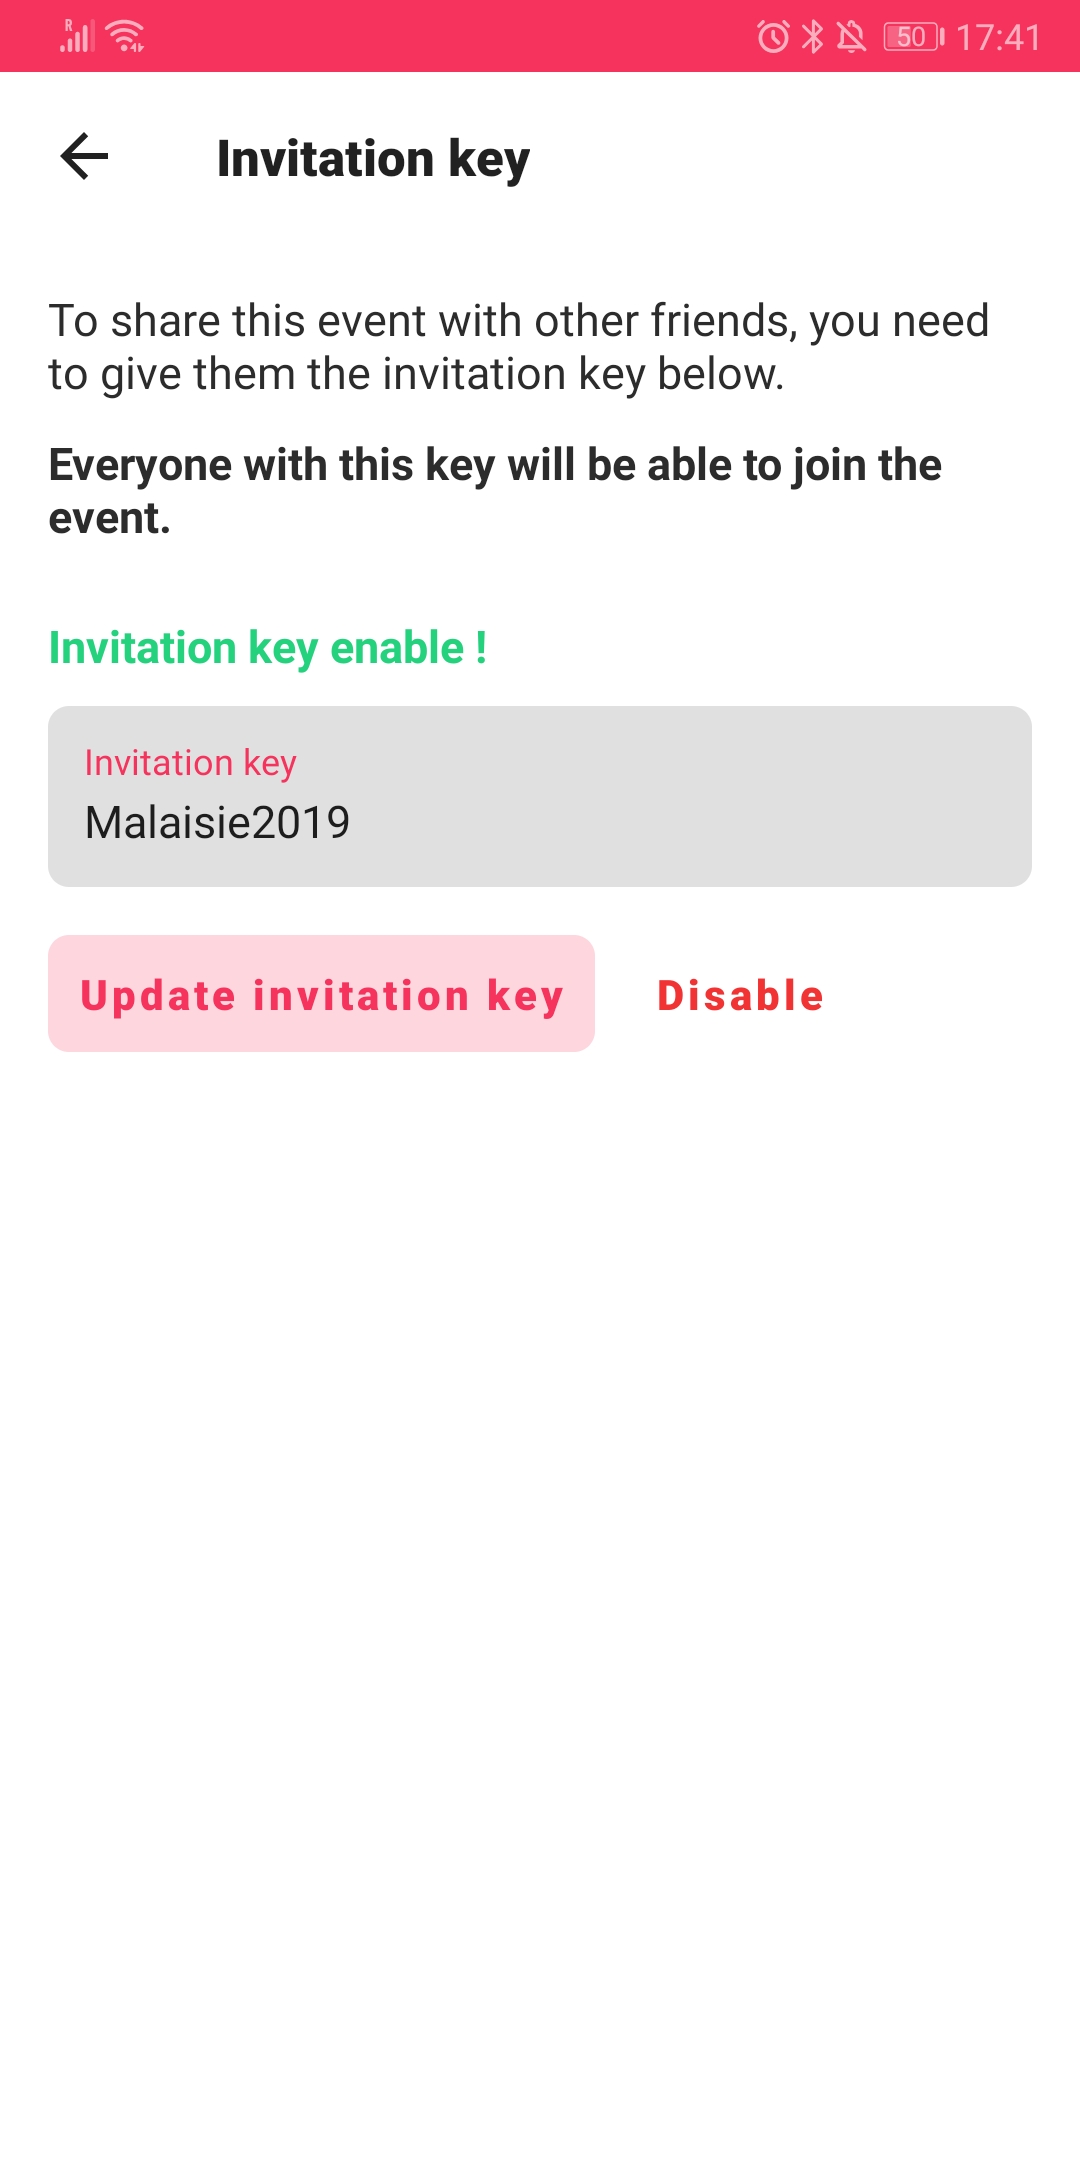 R 50 17:41
Invitation key
To share this event with other friends, you need
to give them the invitation key below.
Everyone with this key will be able to join the
event.
Invitation key enable !
Invitation key
Malaisie2019
Update invitation key Disable